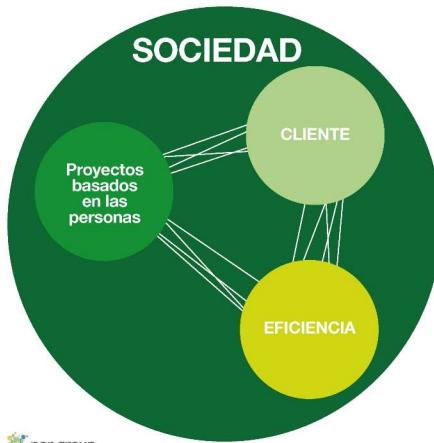 SOCIEDAD
CLIENTE
Proyectos
basados
en las
personas
EFICIENCIA